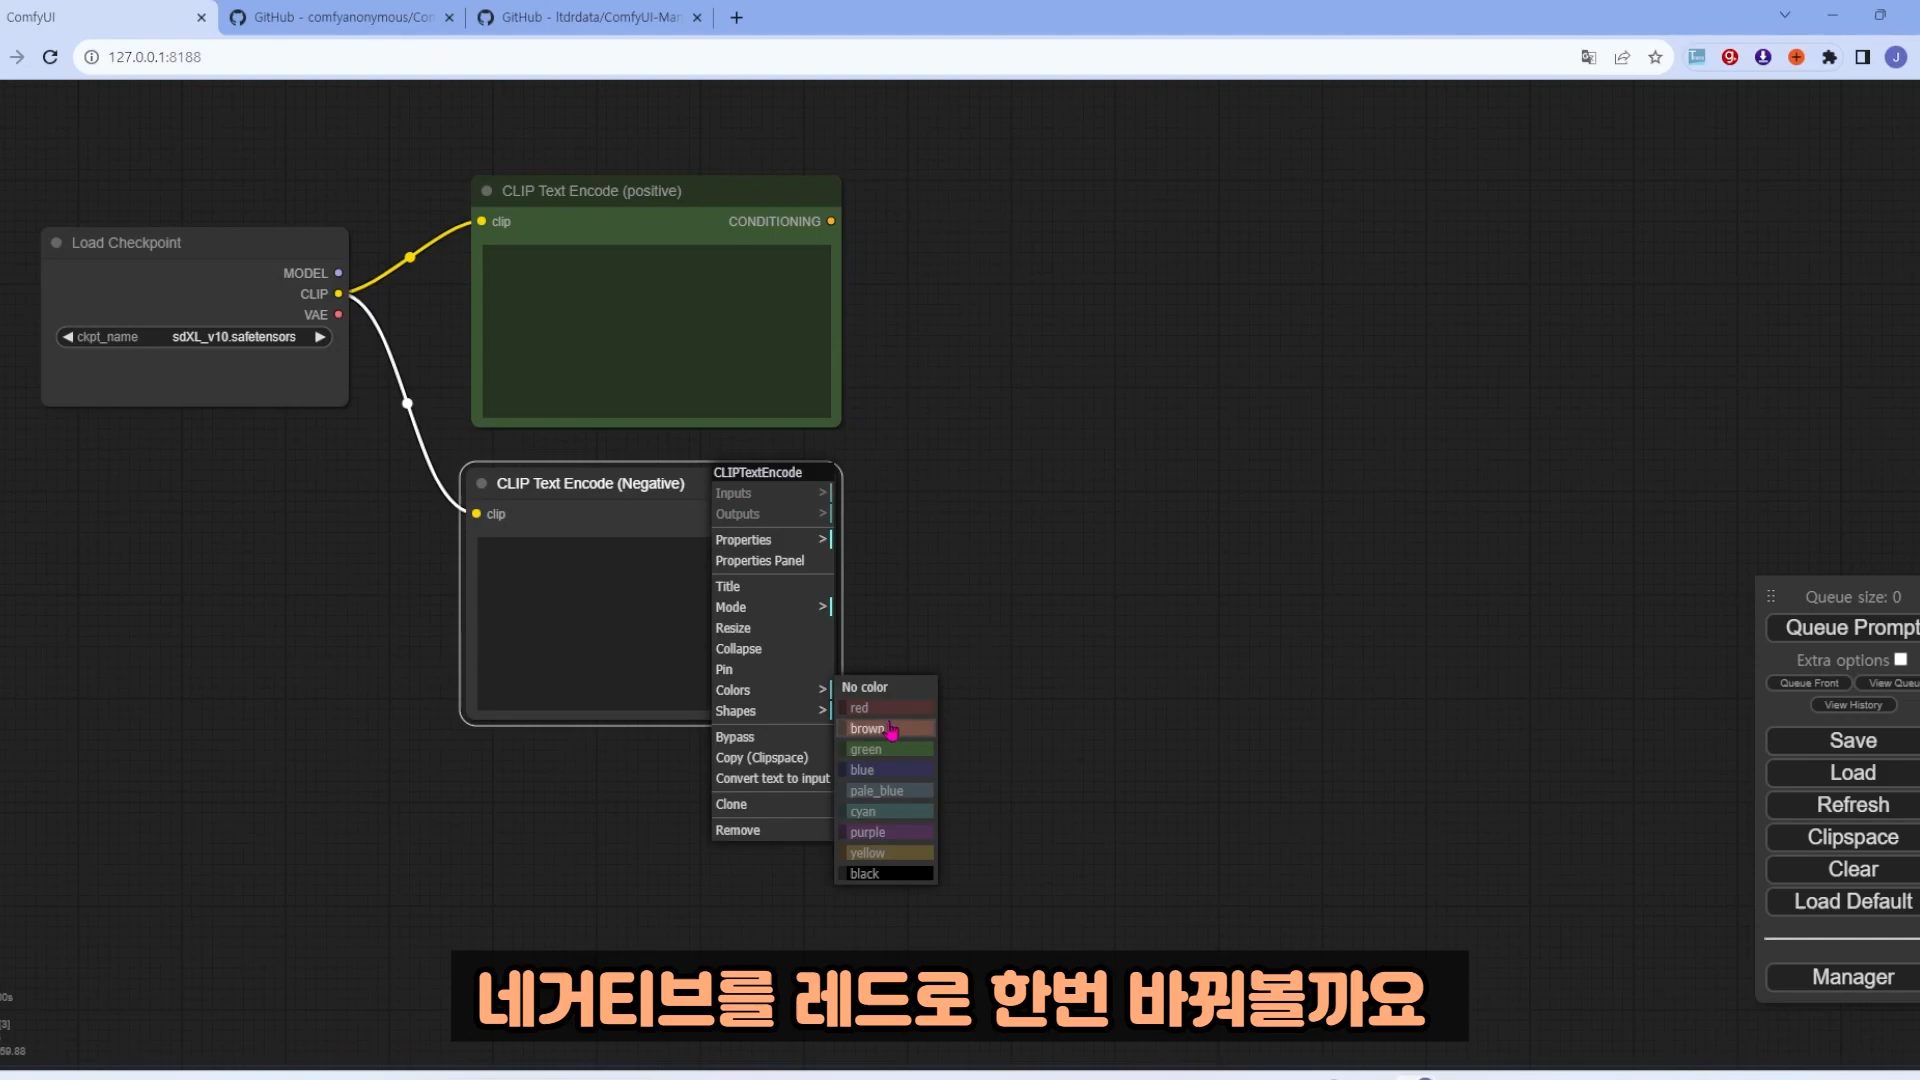 ComfyUI
GitHub - comfyanonymous/Con
GitHub - ltdrdata/ComfyUI-Man
127.0.0.1:8188
J
CLIP Text Encode (positive)
clip
CONDITIONING
Load Checkpoint
MODEL
CLIP
VAE
ckpt_name
sdXL_v10.safetensors
CLIP Text Encode (Negative)
clip
CLIPTextEncode
Inputs >
Outputs >
Properties >
Properties Panel
Title
Mode >
Resize
Collapse
Pin
Colors >
Shapes >
Bypass
Copy (Clipspace)
Convert text to input
Clone
Remove
No color
red
brown
green
blue
pale_blue
cyan
purple
yellow
black
Queue size: 0
Queue Prompt
Extra options
Queue Front
View Queu
View History
Save
Load
Refresh
Clipspace
Clear
Load Default
Manager
네거티브를 레드로 한번 바꿔볼까요
59.88